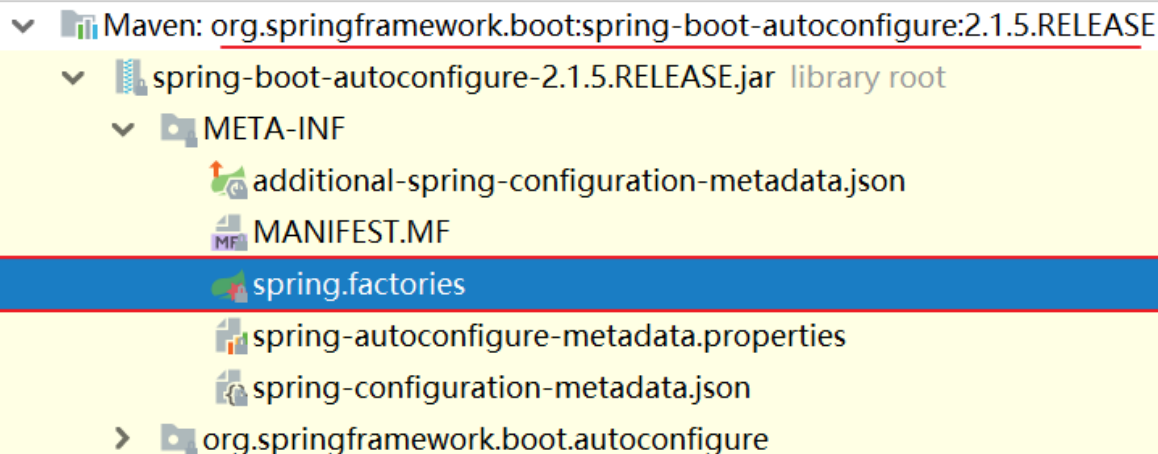 Maven: org.springframework.boot:spring-boot-autoconfigure:2.1.5.RELEASE
spring-boot-autoconfigure-2.1.5.RELEASE.jar library root
META-INF
additional-spring-configuration-metadata.json
MF MANIFEST.MF
spring.factories
spring-autoconfigure-metadata.properties
spring-configuration-metadata.json
org.springframework.boot.autoconfigure